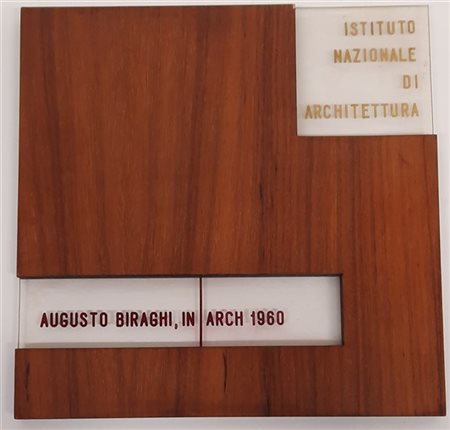 ISTITUTO
NAZIONALE
DI
ARCHITETTURA
AUGUSTO BIRAGHI, IN ARCH 1960